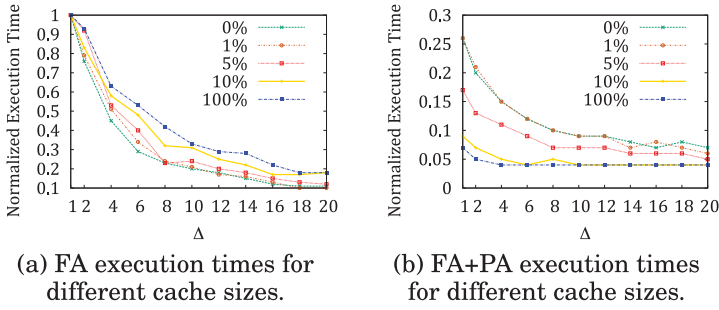 Normalized Execution Time
1
0.9
0.8
0.7
0.6
0.5
0.4
0.3
0.2
0.1
0%
1%
5%
10%
100%
1 2 4 6 8 10 12 14 16 18 20
Δ
(a) FA execution times for
different cache sizes.
Normalized Execution Time
0.3
0.25
0.2
0.15
0.1
0.05
0
0%
1%
5%
10%
100%
1 2 4 6 8 10 12 14 16 18 20
Δ
(b) FA+PA execution times
for different cache sizes.